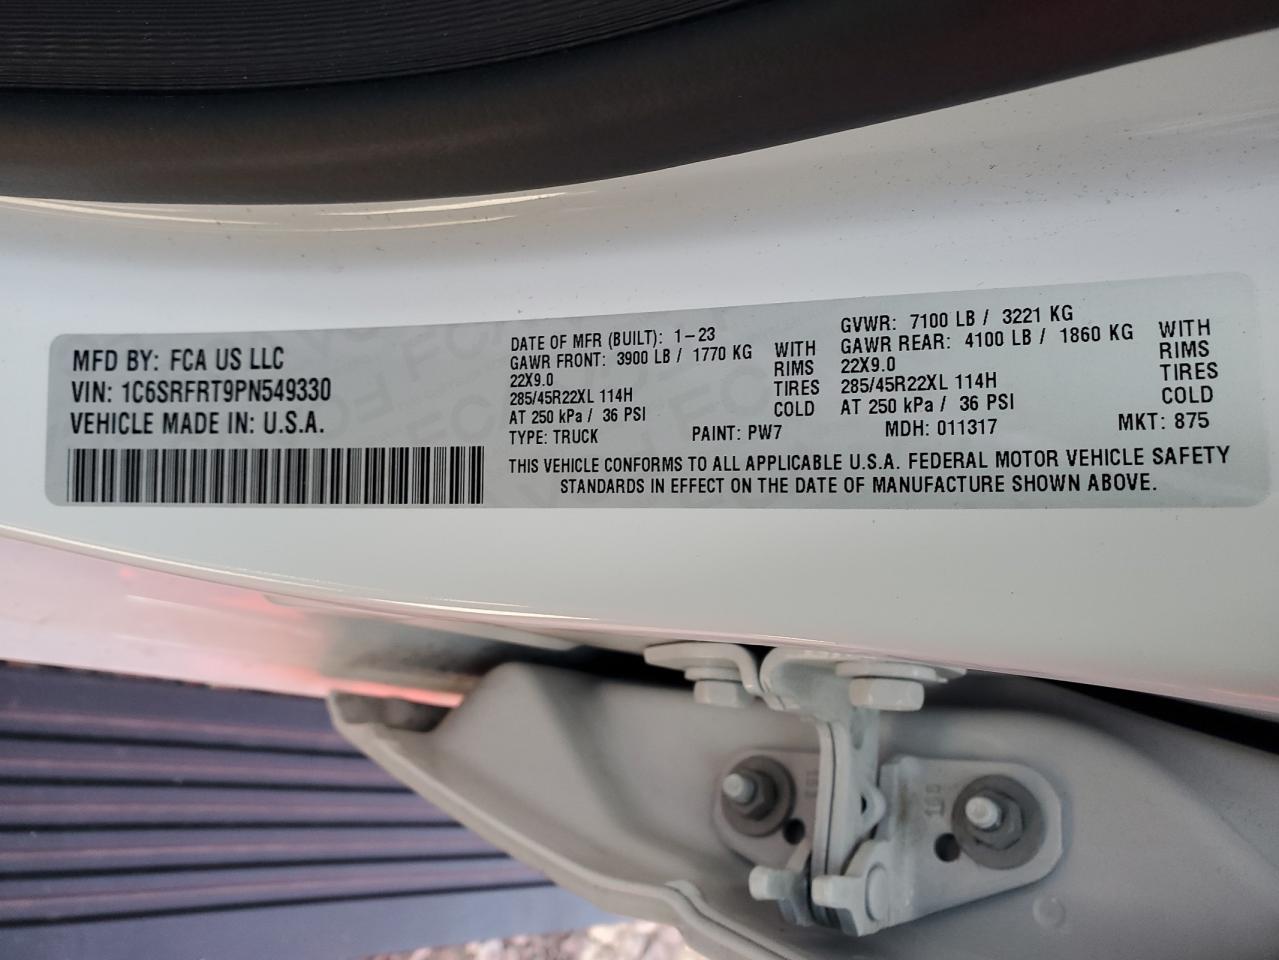 MFD BY: FCA US LLC
VIN: 1C6SRFRT9PN549330
VEHICLE MADE IN: U.S.A.
DATE OF MFR (BUILT): 1-23
GAWR FRONT: 3900 LB / 1770 KG WITH
22X9.0 RIMS
285/45R22XL 114H TIRES
AT 250 kPa / 36 PSI COLD
GVWR: 7100 LB / 3221 KG
GAWR REAR: 4100 LB / 1860 KG WITH
22X9.0 RIMS
285/45R22XL 114H TIRES
AT 250 kPa / 36 PSI COLD
TYPE: TRUCK PAINT: PW7 MDH: 011317 MKT: 875
THIS VEHICLE CONFORMS TO ALL APPLICABLE U.S.A. FEDERAL MOTOR VEHICLE SAFETY
STANDARDS IN EFFECT ON THE DATE OF MANUFACTURE SHOWN ABOVE.